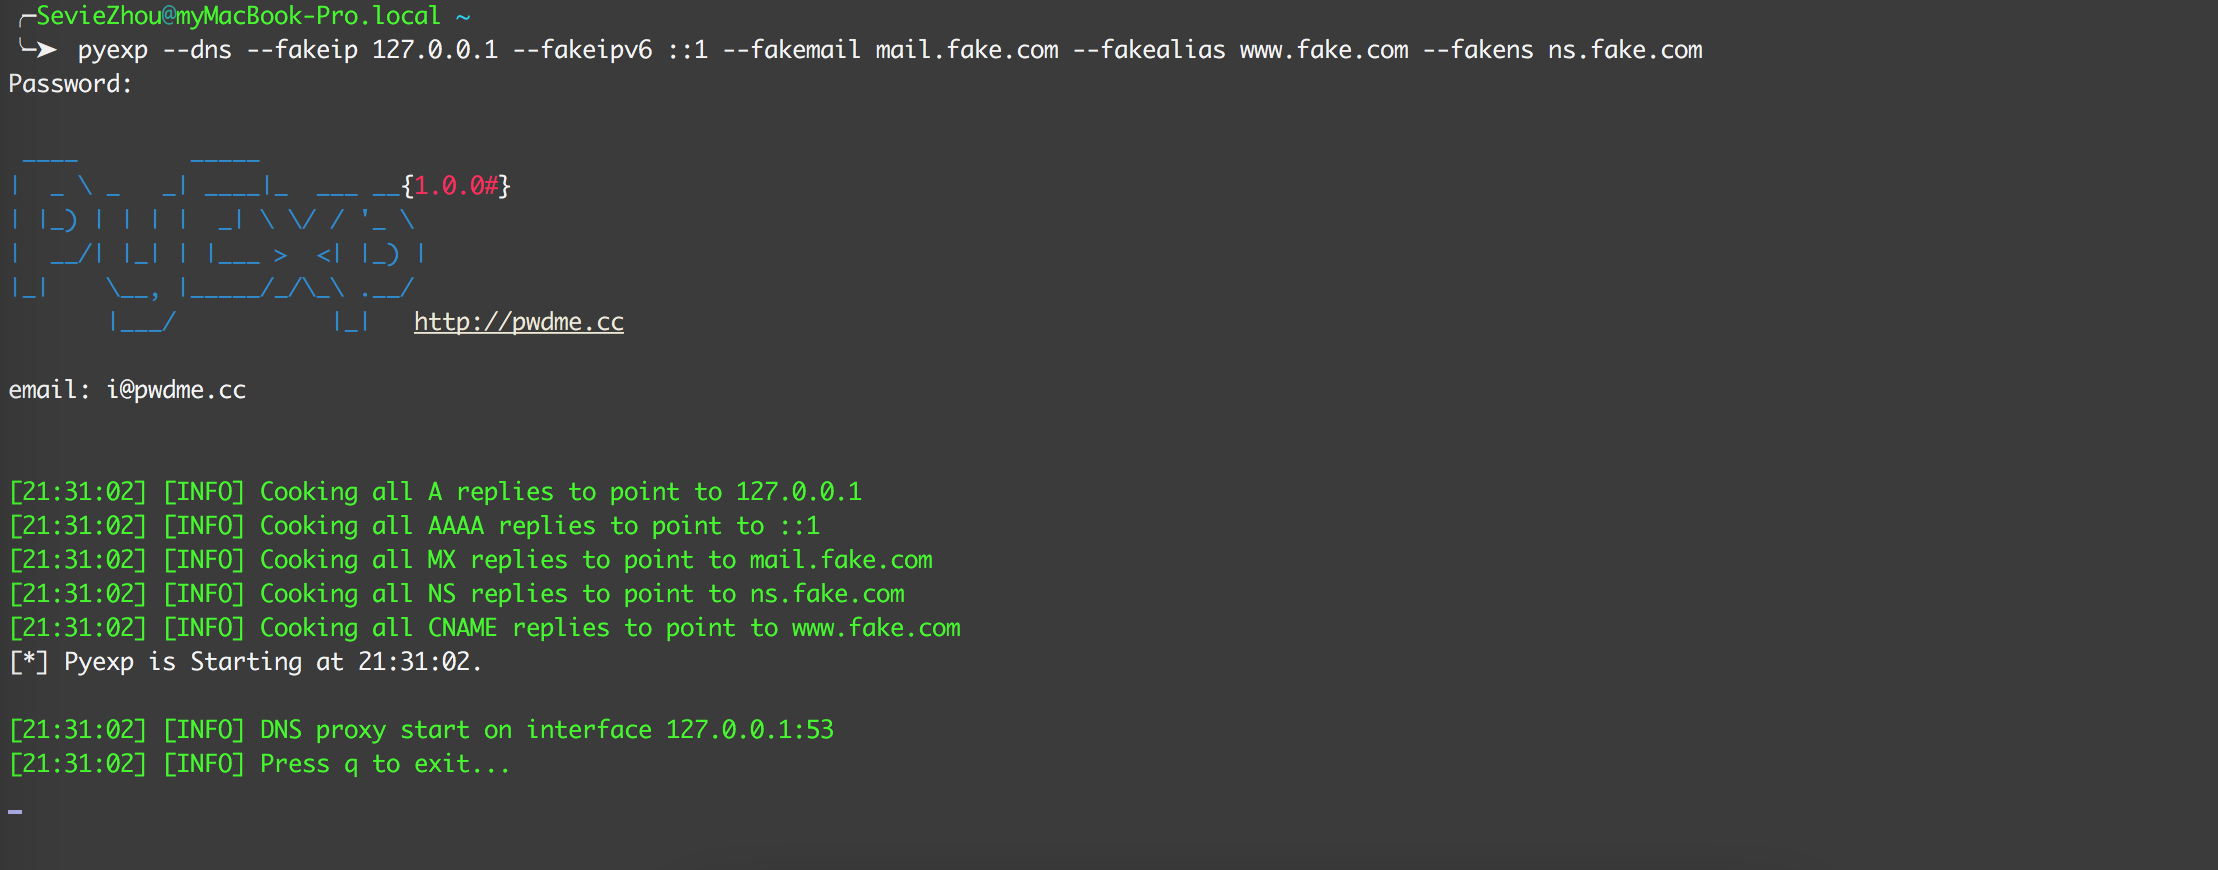 ╭─SevieZhou@myMacBook-Pro.local ~
╰─➤  pyexp --dns --fakeip 127.0.0.1 --fakeipv6 ::1 --fakemail mail.fake.com --fakealias www.fake.com --fakens ns.fake.com
Password:
 ____        _____
|  _ \ _   _| ____|_  ___ __{1.0.0#}
| |_) | | | |  _| \ \/ / '_ \
|  __/| |_| | |___ >  <| |_) |
|_|    \__, |_____/_/\_\ .__/
       |___/           |_|   http://pwdme.cc
email: i@pwdme.cc
[21:31:02] [INFO] Cooking all A replies to point to 127.0.0.1
[21:31:02] [INFO] Cooking all AAAA replies to point to ::1
[21:31:02] [INFO] Cooking all MX replies to point to mail.fake.com
[21:31:02] [INFO] Cooking all NS replies to point to ns.fake.com
[21:31:02] [INFO] Cooking all CNAME replies to point to www.fake.com
[*] Pyexp is Starting at 21:31:02.
[21:31:02] [INFO] DNS proxy start on interface 127.0.0.1:53
[21:31:02] [INFO] Press q to exit...